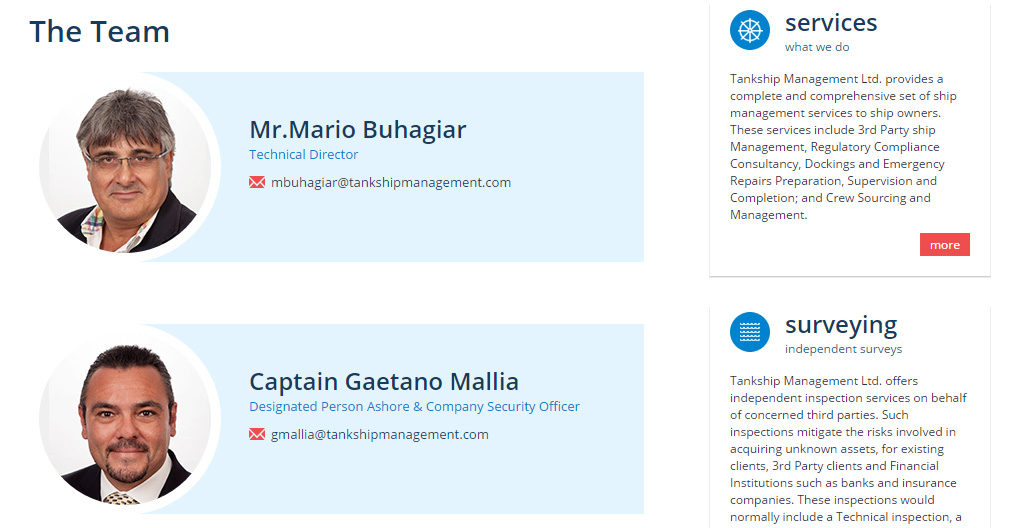 The Team
Mr.Mario Buhagiar
Technical Director
mbuhagiar@tankshipmanagement.com
Captain Gaetano Mallia
Designated Person Ashore & Company Security Officer
gmallia@tankshipmanagement.com
services
what we do
Tankship Management Ltd. provides a
complete and comprehensive set of ship
management services to ship owners.
These services include 3rd Party ship
Management, Regulatory Compliance
Consultancy, Dockings and Emergency
Repairs Preparation, Supervision and
Completion; and Crew Sourcing and
Management.
more
surveying
independent surveys
Tankship Management Ltd. offers
independent inspection services on behalf
of concerned third parties. Such
inspections mitigate the risks involved in
acquiring unknown assets, for existing
clients, 3rd Party clients and Financial
Institutions such as banks and insurance
companies. These inspections would
normally include a Technical inspection, a